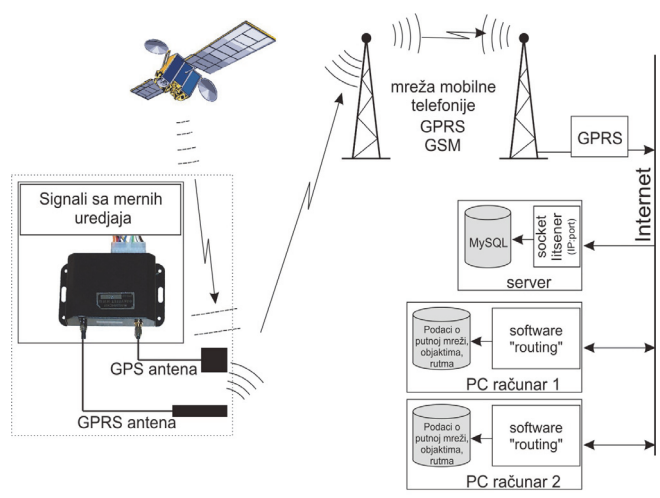 mreža mobilne
telefonije
GPRS
GSM
GPRS
Internet
Signali sa mernih
uredjaja
GPS antena
GPRS antena
MySQL
socket
litsener
(IP:port)
server
Podaci o
putnoj mreži,
objaktima,
rutma
software
"routing"
PC računar 1
Podaci o
putnoj mreži,
objaktima,
rutma
software
"routing"
PC računar 2